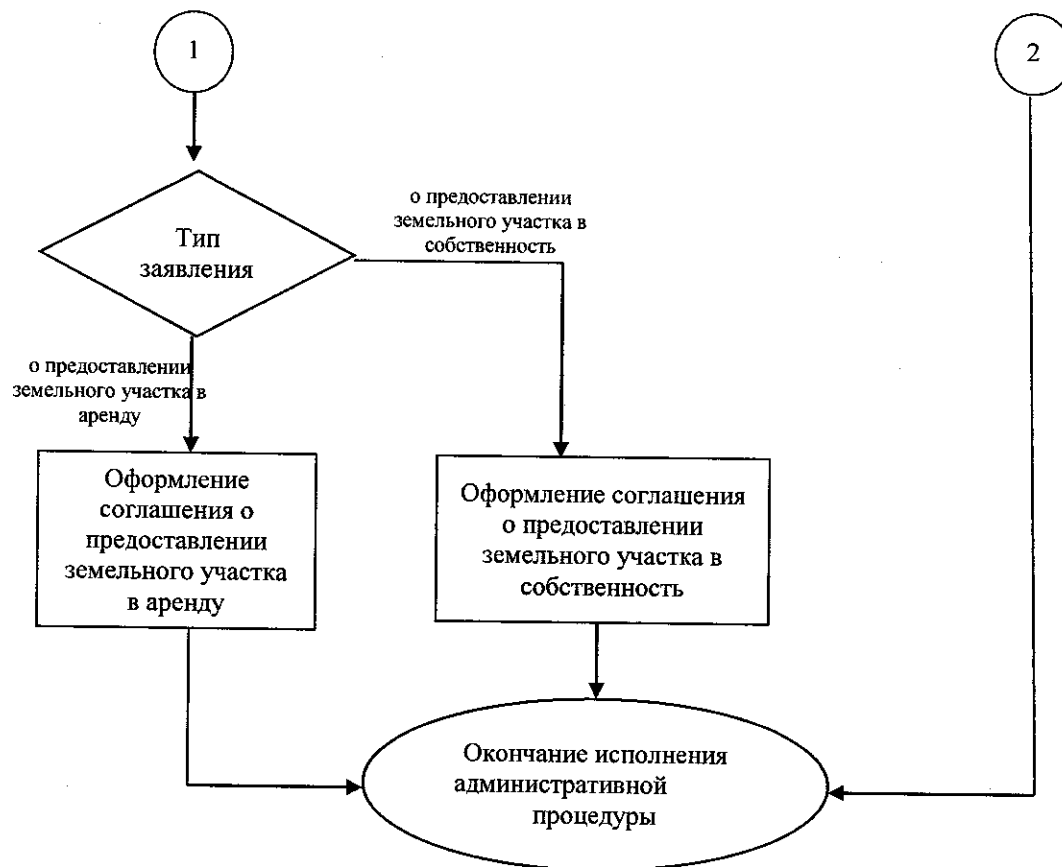 1
2
Тип
заявления
о предоставлении
земельного участка в
собственность
о предоставлении
земельного участка в
аренду
Оформление
соглашения о
предоставлении
земельного участка
в аренду
Оформление соглашения
о предоставлении
земельного участка в
собственность
Окончание исполнения
административной
процедуры